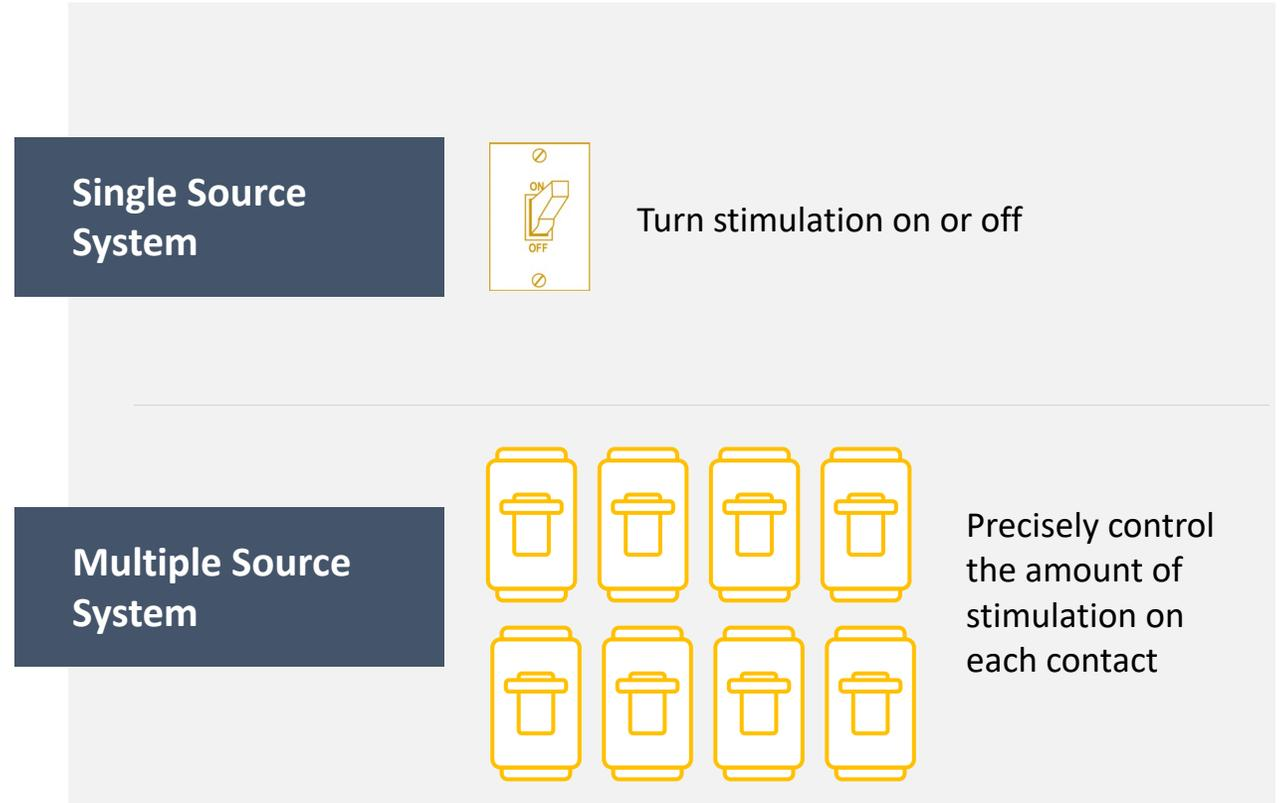 Single Source
System
ON
OFF
Turn stimulation on or off
Multiple Source
System
Precisely control
the amount of
stimulation on
each contact